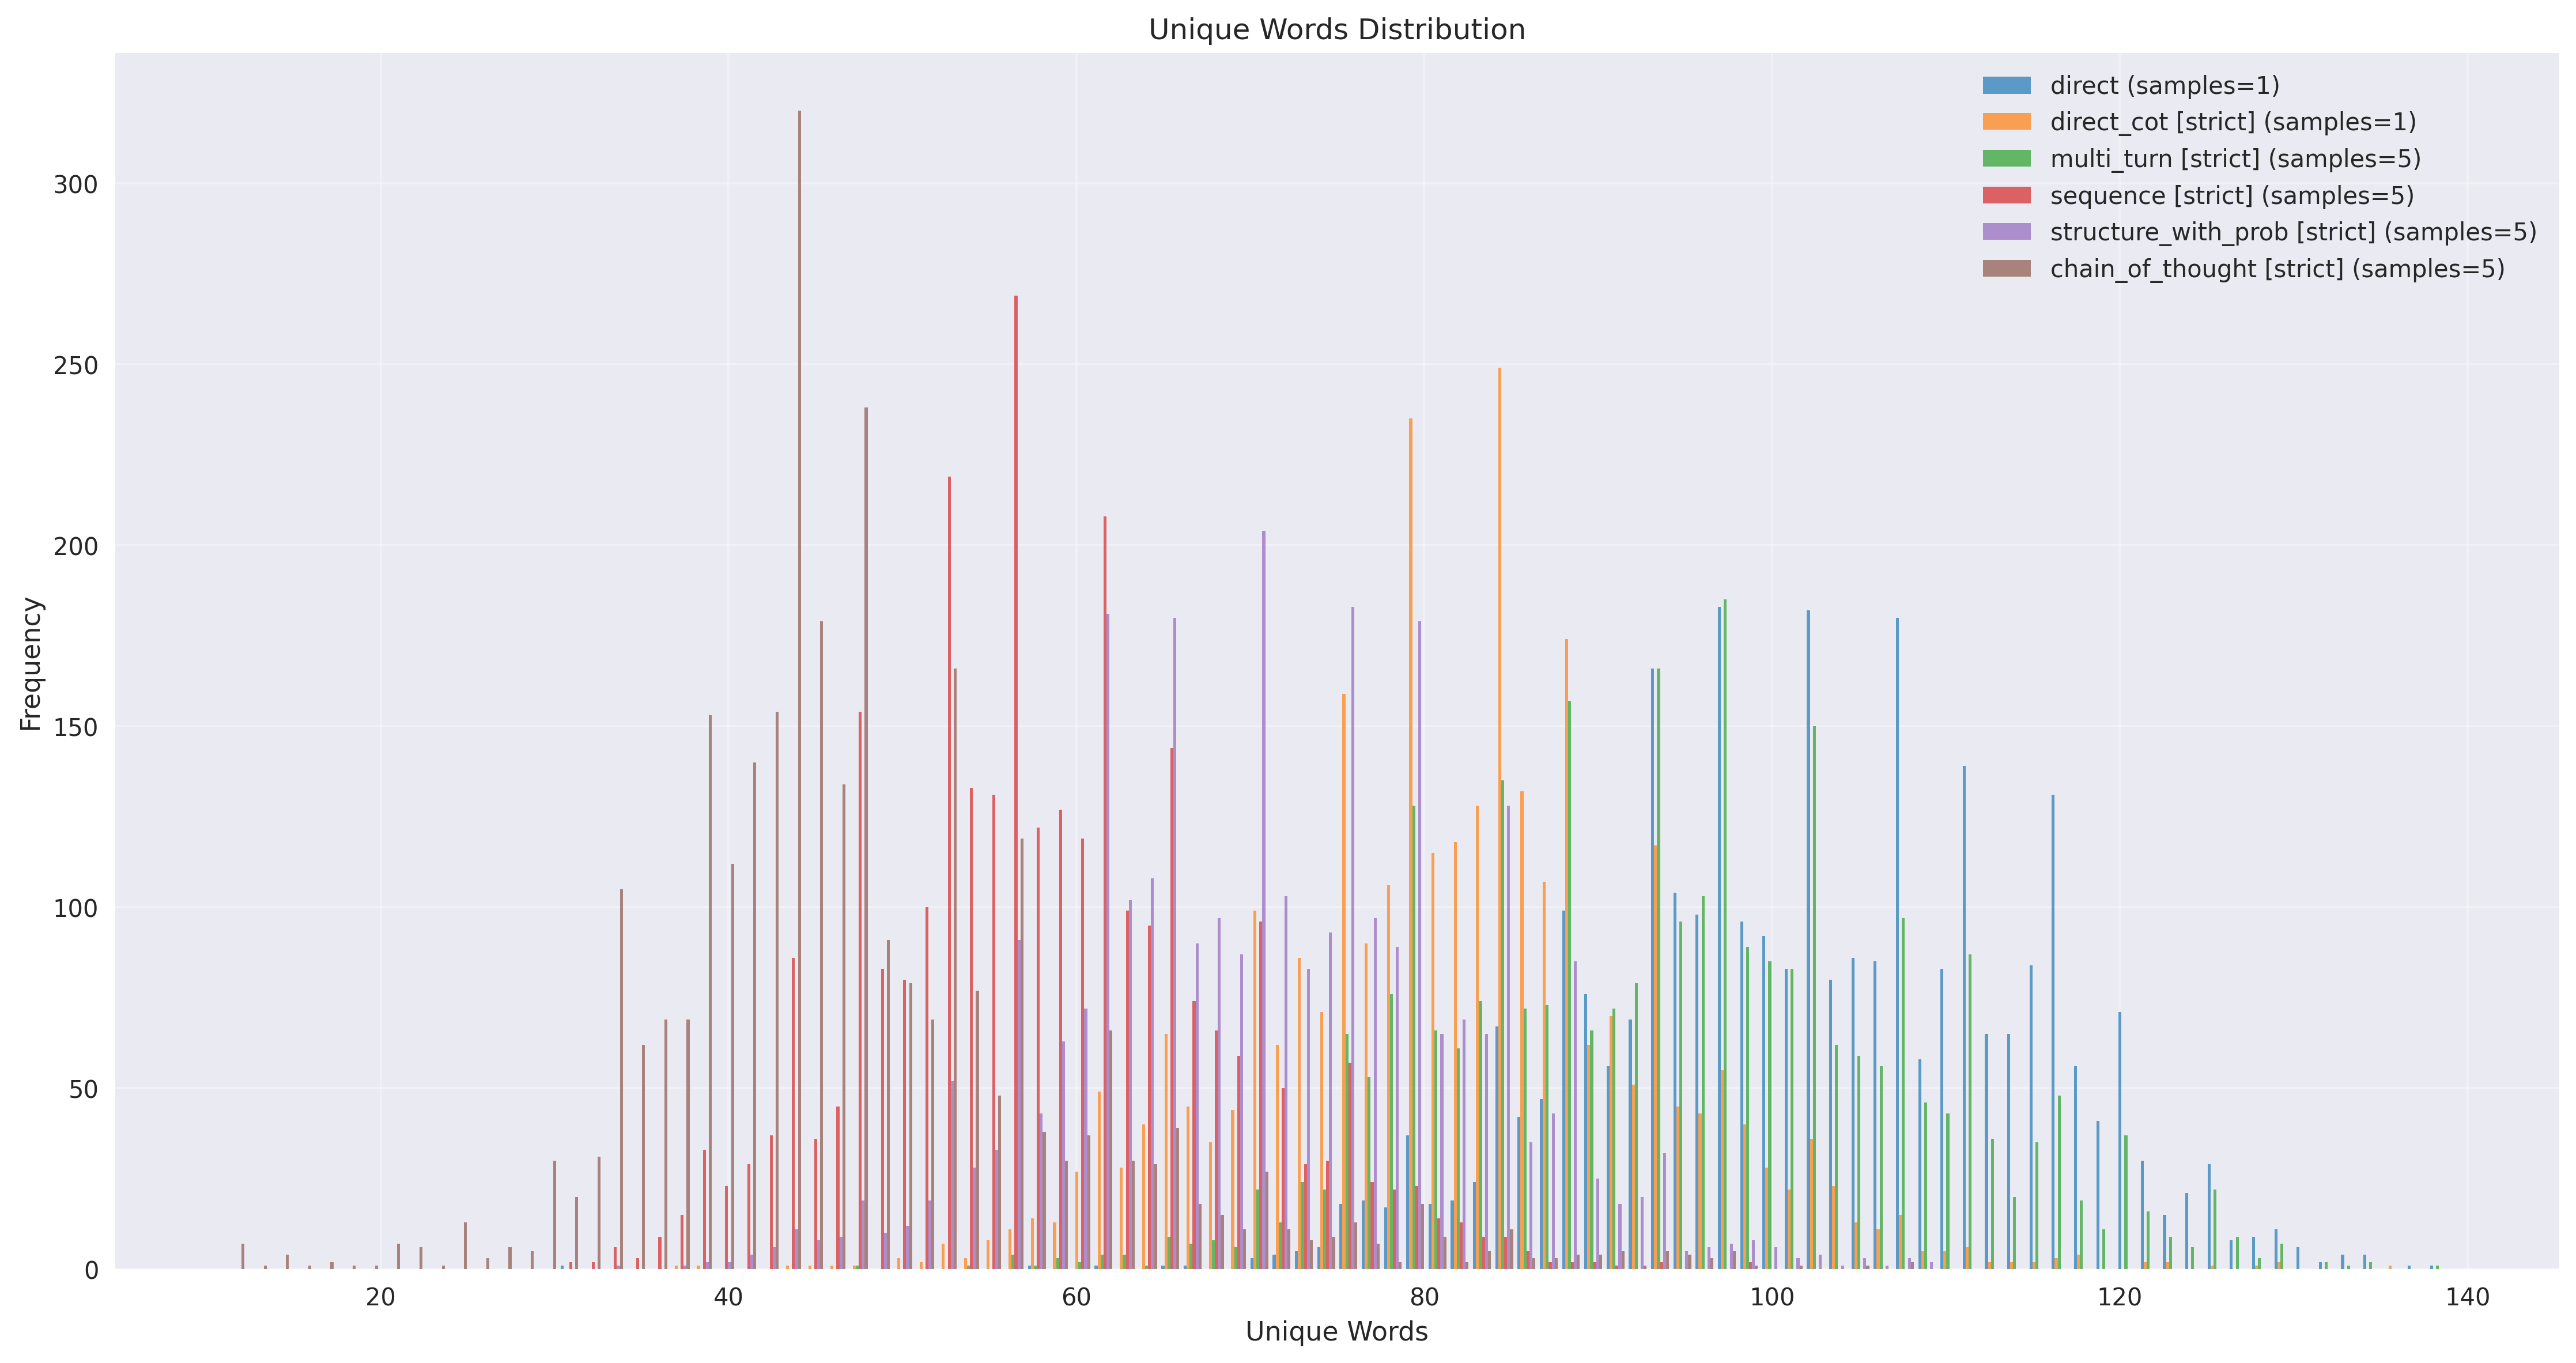 Unique Words Distribution
direct (samples=1)
direct_cot [strict] (samples=1)
multi_turn [strict] (samples=5)
sequence [strict] (samples=5)
structure_with_prob [strict] (samples=5)
chain_of_thought [strict] (samples=5)
300
250
200
150
100
50
0
Frequency
20 40 60 80 100 120 140
Unique Words